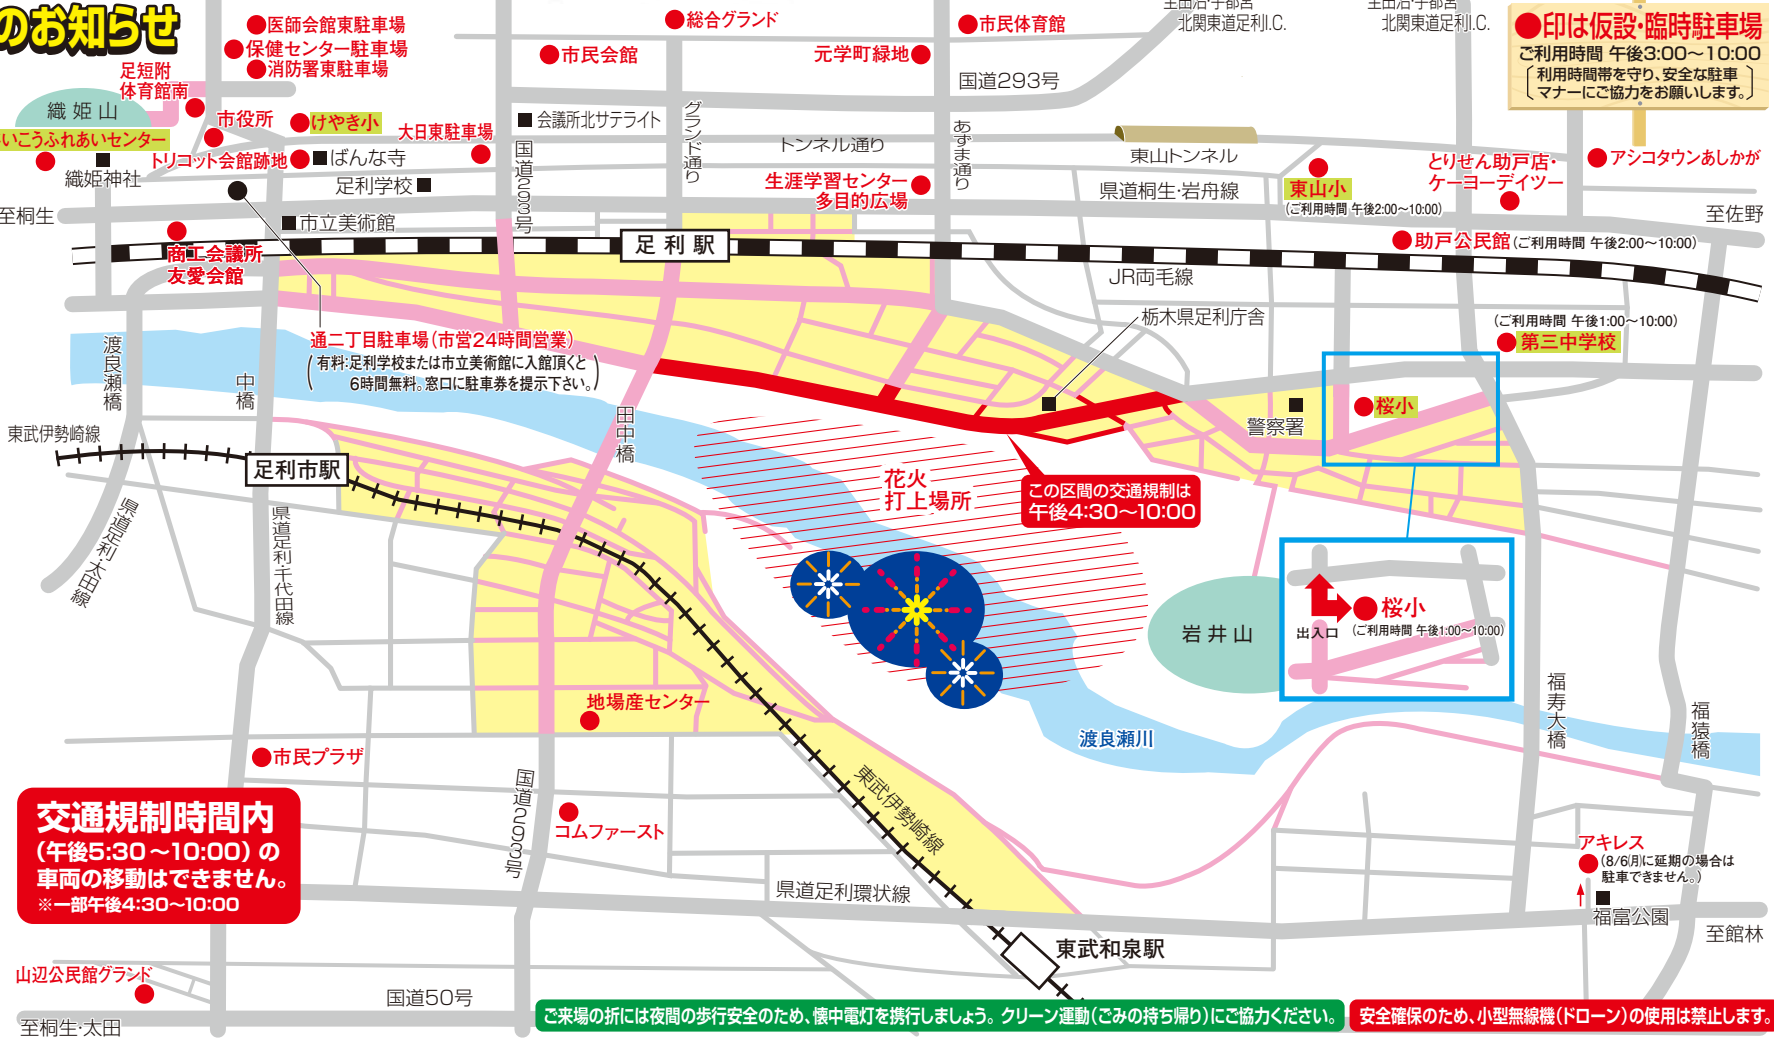 のお知らせ
医師会館東駐車場
保健センター駐車場
消防署東駐車場
足短附
体育館南
織姫山
市役所
けやき小
いこうふれあいセンター
織姫神社
トリコット会館跡地
ばんな寺
大日東駐車場
足利学校
至桐生
市立美術館
商工会議所
友愛会館
総合グランド
市民会館
会議所北サテライト
国道293号
グランド通り
元学町緑地
市民体育館
国道293号
北関東道足利I.C.
北関東道足利I.C.
トンネル通り
あずま通り
生涯学習センター
多目的広場
東山トンネル
県道桐生・岩舟線
東山小
(ご利用時間 午後2:00～10:00)
とりせん助戸店・
ケーヨーデイツー
アシコタウンあしかが
至佐野
●印は仮設・臨時駐車場
ご利用時間 午後3:00～10:00
利用時間帯を守り、安全な駐車
マナーにご協力をお願いします。
足利駅
助戸公民館(ご利用時間 午後2:00～10:00)
JR両毛線
栃木県足利庁舎
(ご利用時間 午後1:00～10:00)
第三中学校
通二丁目駐車場(市営24時間営業)
(有料:足利学校または市立美術館に入館頂くと
6時間無料。窓口に駐車券を提示下さい。)
渡良瀬橋
中橋
田中橋
東武伊勢崎線
足利市駅
県道足利・太田線
県道足利・千代田線
花火
打上場所
この区間の交通規制は
午後4:30～10:00
警察署
桜小
岩井山
桜小
出入口
(ご利用時間 午後1:00～10:00)
渡良瀬川
福寿大橋
福猿橋
地場産センター
市民プラザ
国道293号
コムファースト
東武伊勢崎線
交通規制時間内
(午後5:30～10:00)の
車両の移動はできません。
※一部午後4:30～10:00
県道足利環状線
東武和泉駅
アキレス
(8/6(月)に延期の場合は
駐車できません。)
福富公園
至館林
山辺公民館グランド
国道50号
至桐生・太田
ご来場の折には夜間の歩行安全のため、懐中電灯を携行しましょう。クリーン運動(ごみの持ち帰り)にご協力ください。
安全確保のため、小型無線機(ドローン)の使用は禁止します。